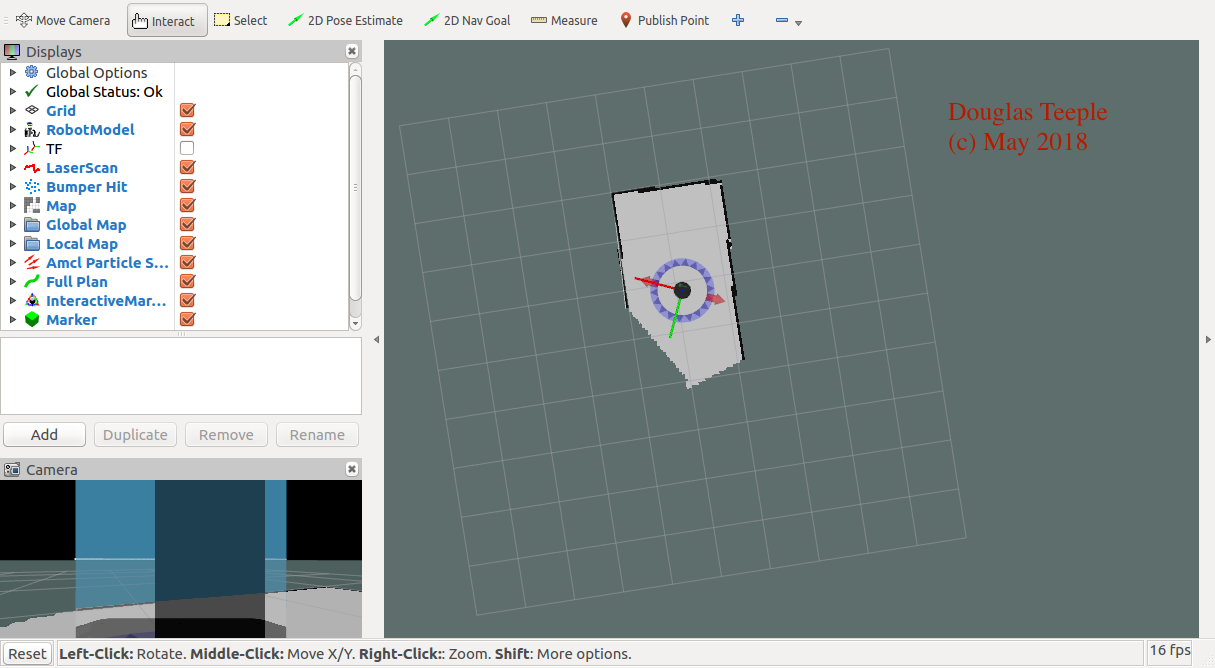 Move Camera Interact Select 2D Pose Estimate 2D Nav Goal Measure Publish Point
Displays
Global Options
Global Status: Ok
Grid
RobotModel
TF
LaserScan
Bumper Hit
Map
Global Map
Local Map
Amcl Particle S...
Full Plan
InteractiveMar...
Marker
Add Duplicate Remove Rename
Camera
Douglas Teeple
(c) May 2018
Reset Left-Click: Rotate. Middle-Click: Move X/Y. Right-Click:: Zoom. Shift: More options. 16 fps